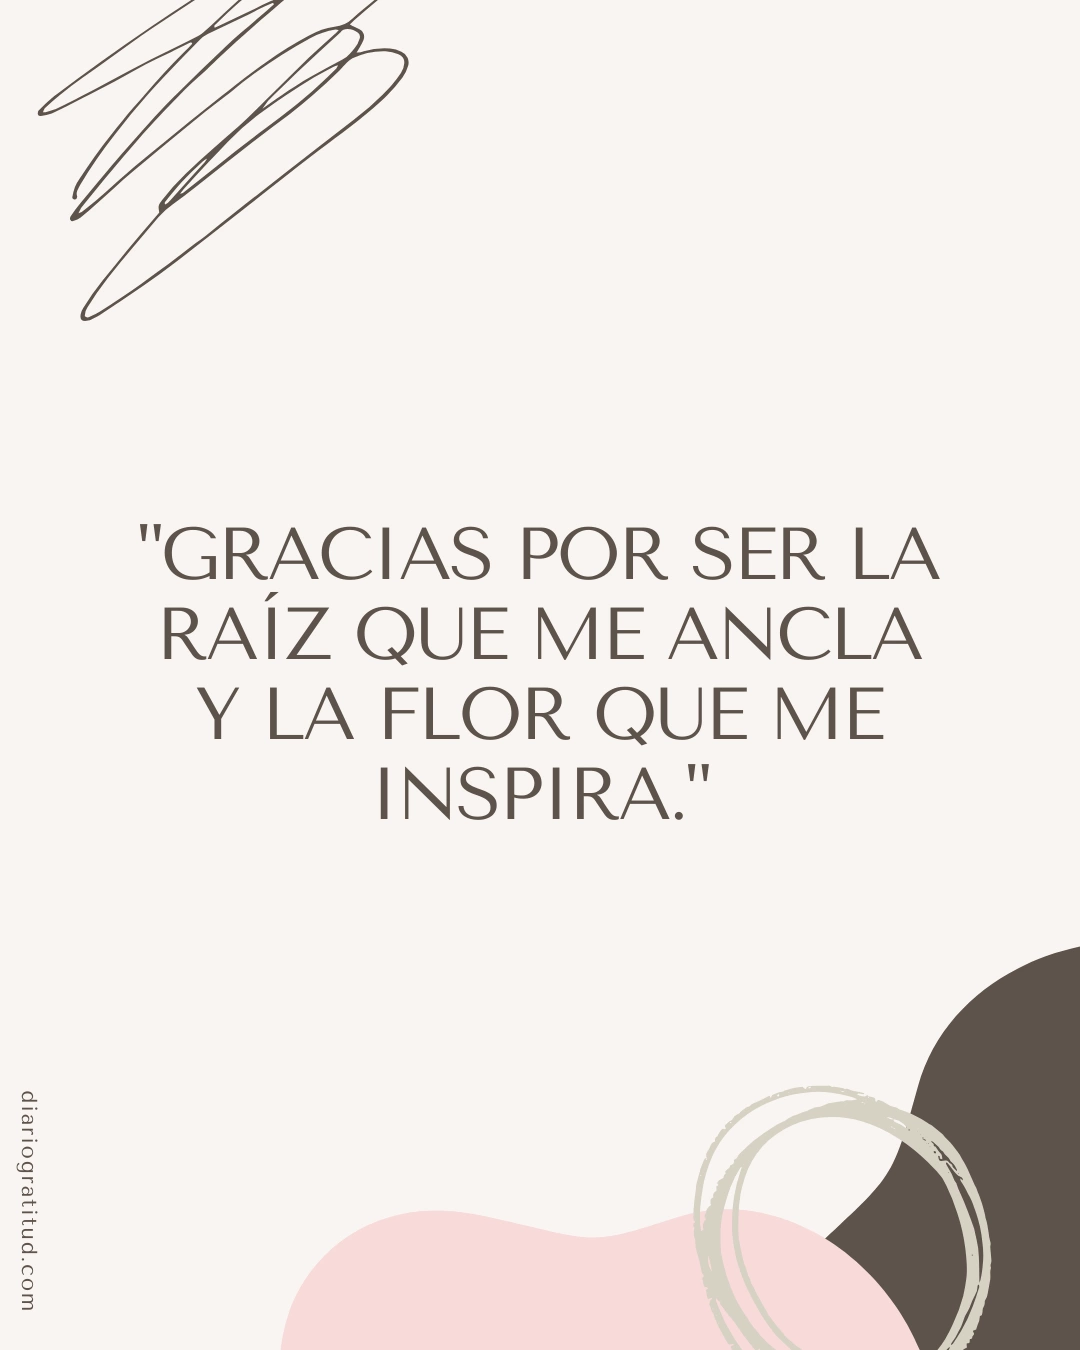 "GRACIAS POR SER LA
RAÍZ QUE ME ANCLA
Y LA FLOR QUE ME
INSPIRA."
diariogratitud.com